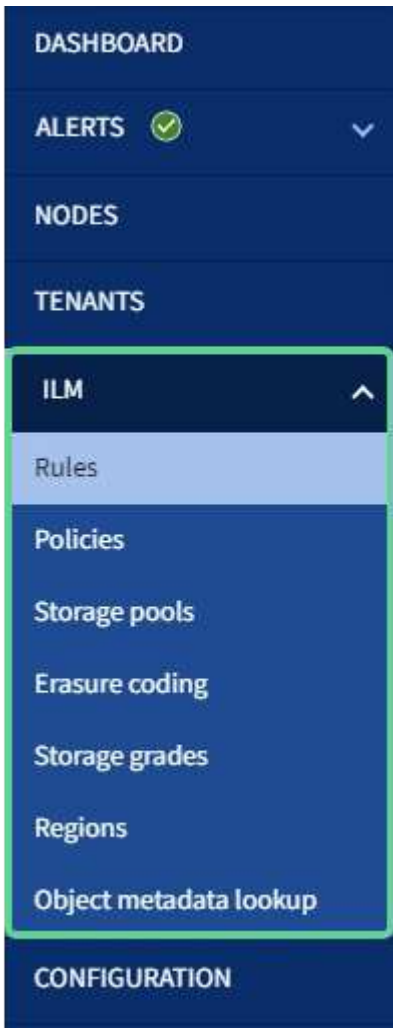 DASHBOARD
ALERTS
NODES
TENANTS
ILM
Rules
Policies
Storage pools
Erasure coding
Storage grades
Regions
Object metadata lookup
CONFIGURATION